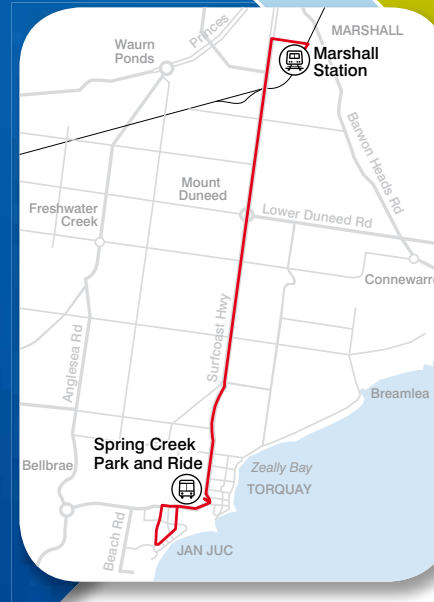 MARSHALL
Princes
Waurn
Ponds
Marshall
Station
Barwon Heads Rd
Mount
Duneed
Freshwater
Creek
Lower Duneed Rd
Connewarre
Surfcoast Hwy
Anglesea Rd
Breamlea
Spring Creek
Park and Ride
Bellbrae
Zeally Bay
TORQUAY
Beach Rd
JAN JUC